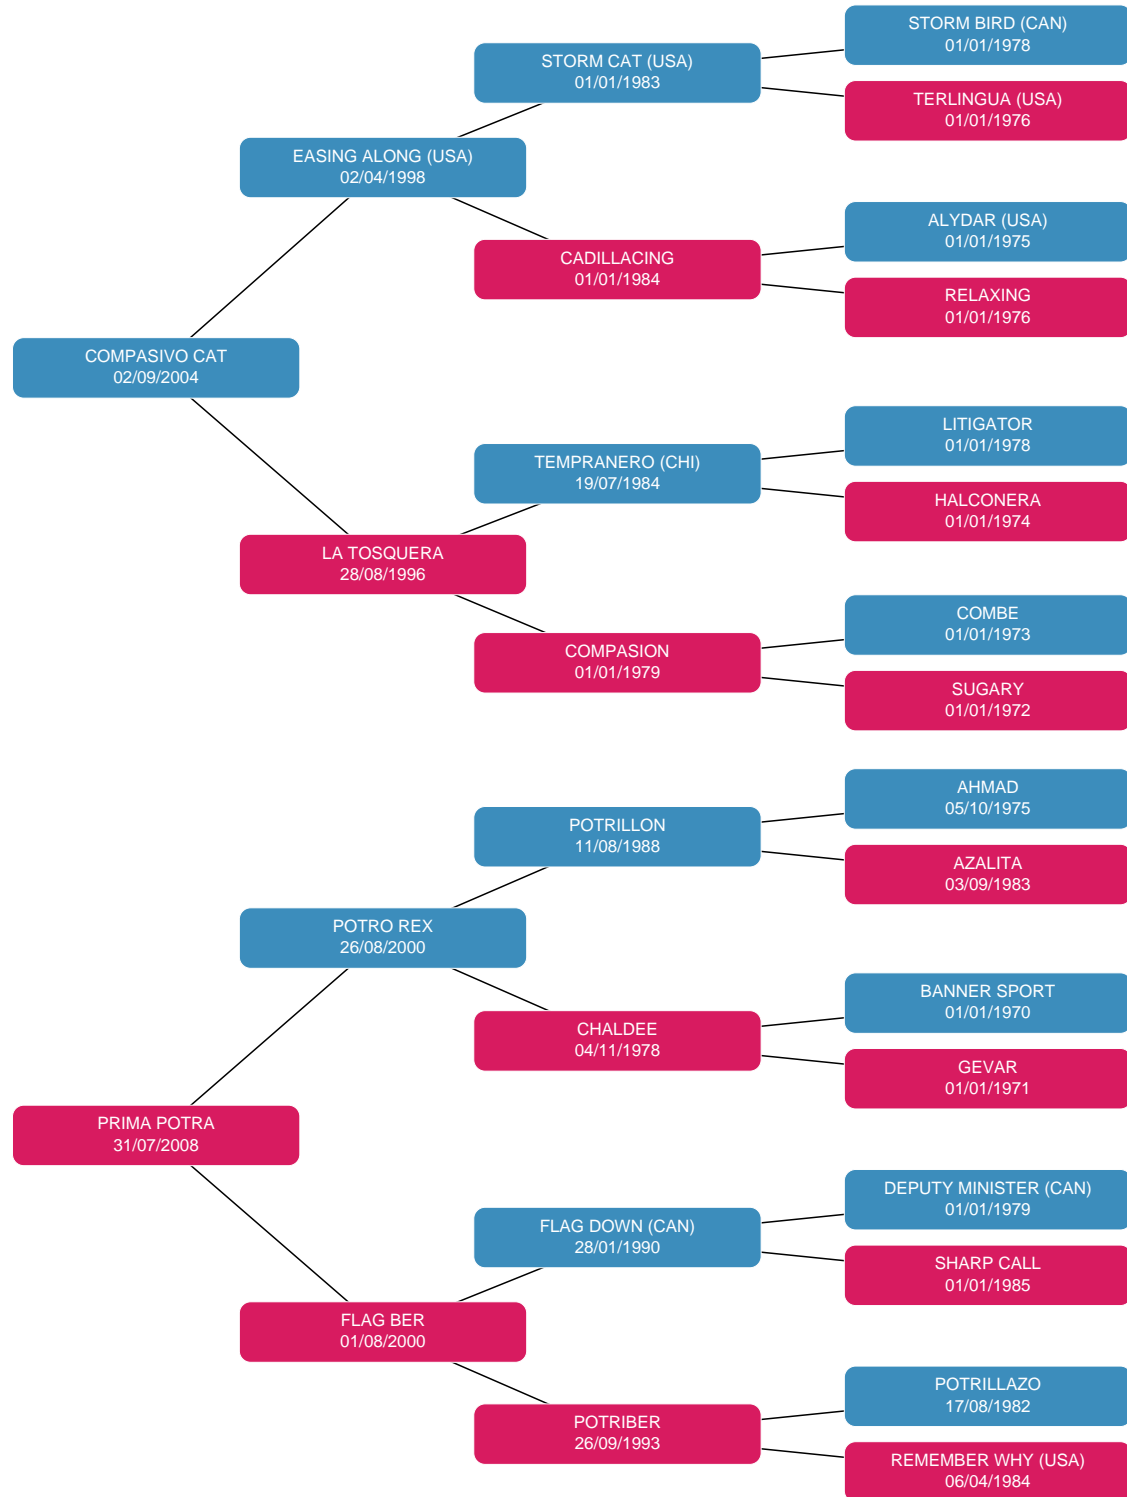 STORM BIRD (CAN)
01/01/1978
STORM CAT (USA)
01/01/1983
TERLINGUA (USA)
01/01/1976
EASING ALONG (USA)
02/04/1998
ALYDAR (USA)
01/01/1975
CADILLACING
01/01/1984
RELAXING
01/01/1976
COMPASIVO CAT
02/09/2004
LITIGATOR
01/01/1978
TEMPRANERO (CHI)
19/07/1984
HALCONERA
01/01/1974
LA TOSQUERA
28/08/1996
COMBE
01/01/1973
COMPASION
01/01/1979
SUGARY
01/01/1972
AHMAD
05/10/1975
POTRILLON
11/08/1988
AZALITA
03/09/1983
POTRO REX
26/08/2000
BANNER SPORT
01/01/1970
CHALDEE
04/11/1978
GEVAR
01/01/1971
PRIMA POTRA
31/07/2008
DEPUTY MINISTER (CAN)
01/01/1979
FLAG DOWN (CAN)
28/01/1990
SHARP CALL
01/01/1985
FLAG BER
01/08/2000
POTRILLAZO
17/08/1982
POTRIBER
26/09/1993
REMEMBER WHY (USA)
06/04/1984